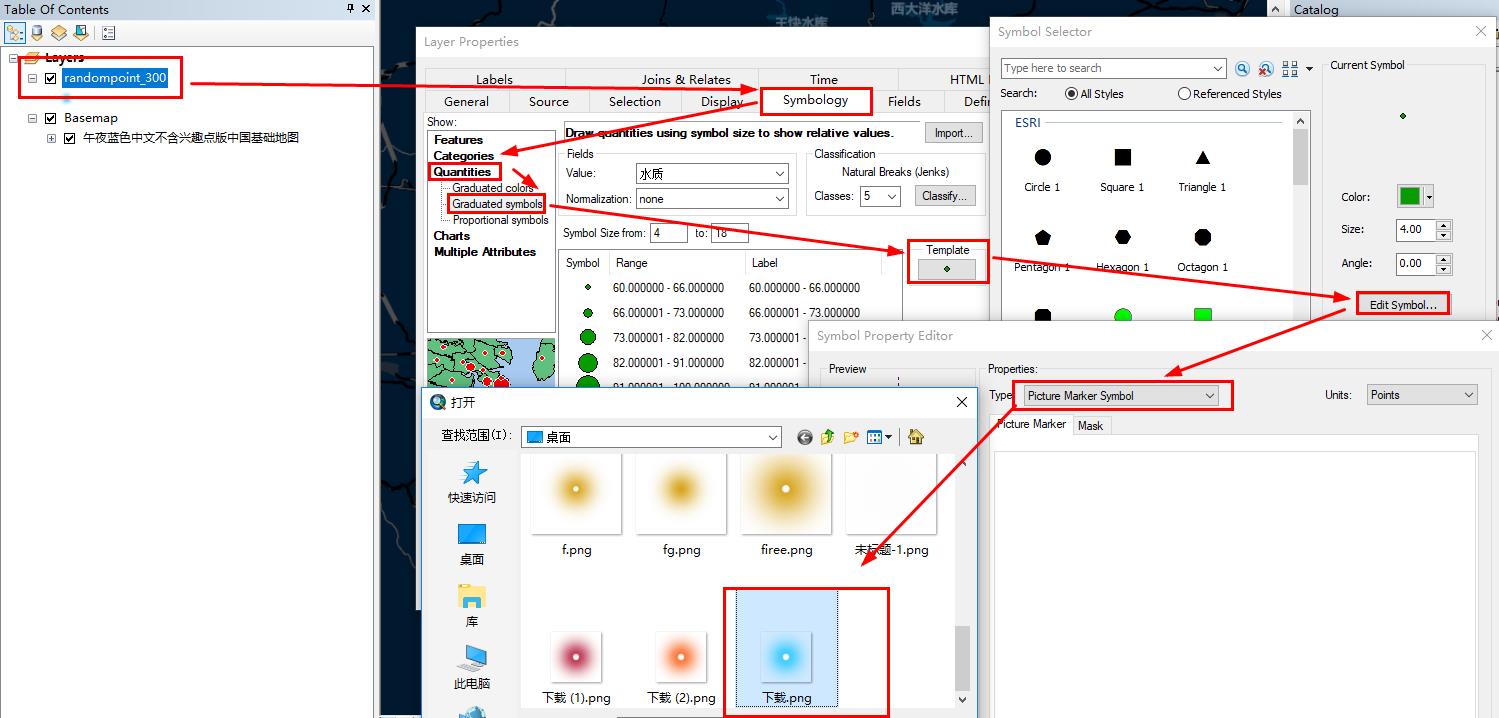 Table Of Contents
Layers
randompoint_300
Basemap
午夜蓝色中文不含兴趣点版中国基础地图
王快水库
西大洋水库
Catalog
Layer Properties
Labels
Joins & Relates
Time
HTML
General
Source
Selection
Display
Symbology
Fields
Defin
Show:
Features
Categories
Quantities
Graduated colors
Graduated symbols
Proportional symbols
Charts
Multiple Attributes
Draw quantities using symbol size to show relative values.
Import...
Fields
Value:
水质
Normalization:
none
Classification
Natural Breaks (Jenks)
Classes:
5
Classify...
Symbol Size from:
4
to:
18
Template
Symbol
Range
Label
60.000000 - 66.000000
60.000000 - 66.000000
66.000001 - 73.000000
66.000001 - 73.000000
73.000001 - 82.000000
73.000001 - 82.000
82.000001 - 91.000000
82.000001 - 91.000
91.000001 - 100.000000
Symbol Selector
Type here to search
Search:
All Styles
Referenced Styles
ESRI
Circle 1
Square 1
Triangle 1
Pentagon 1
Hexagon 1
Octagon 1
Current Symbol
Color:
Size:
4.00
Angle:
0.00
Edit Symbol...
Symbol Property Editor
Preview
Properties:
Type
Picture Marker Symbol
Units:
Points
Picture Marker
Mask
打开
查找范围(I):
桌面
快速访问
桌面
库
此电脑
f.png
fg.png
firee.png
未标题-1.png
下载 (1).png
下载 (2).png
下载.png